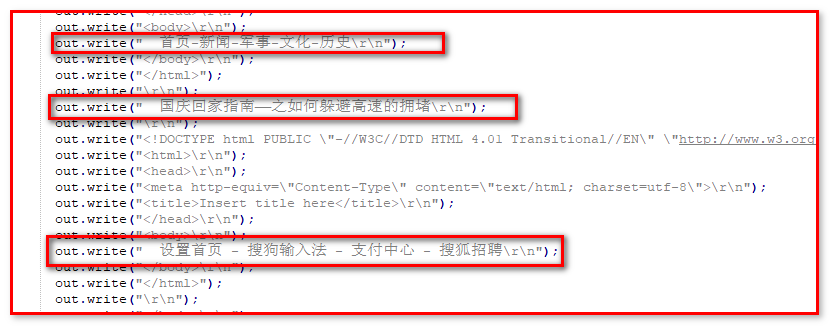 out.write("</head>\r\n");
out.write("<body>\r\n");
out.write("  首页-新闻-军事-文化-历史\r\n");
out.write("</body>\r\n");
out.write("</html>");
out.write("\r\n");
out.write("  国庆回家指南——之如何躲避高速的拥堵\r\n");
out.write("\r\n");
out.write("<!DOCTYPE html PUBLIC \"-//W3C//DTD HTML 4.01 Transitional//EN\" \"http://www.w3.org
out.write("<html>\r\n");
out.write("<head>\r\n");
out.write("<meta http-equiv=\"Content-Type\" content=\"text/html; charset=utf-8\">\r\n");
out.write("<title>Insert title here</title>\r\n");
out.write("</head>\r\n");
out.write("<body>\r\n");
out.write("  设置首页 - 搜狗输入法 - 支付中心 - 搜狐招聘\r\n");
out.write("</body>\r\n");
out.write("</html>");
out.write("\r\n");